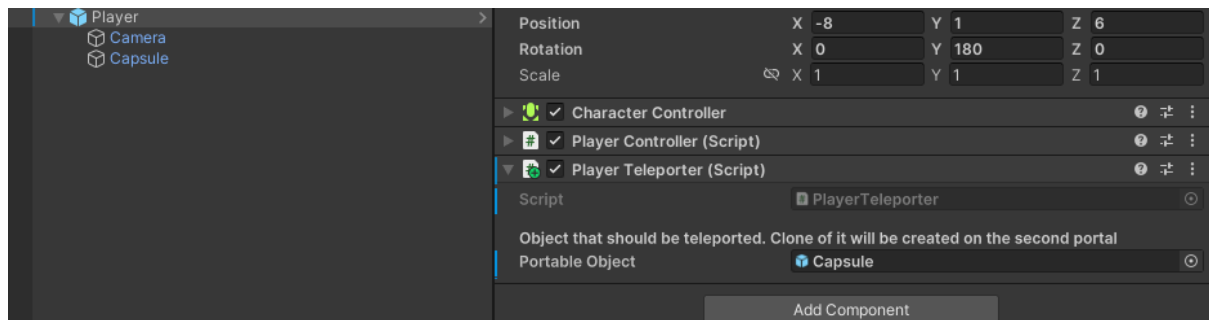 Player
Camera
Capsule
Position X -8 Y 1 Z 6
Rotation X 0 Y 180 Z 0
Scale X 1 Y 1 Z 1
Character Controller
# Player Controller (Script)
Player Teleporter (Script)
Script PlayerTeleporter
Object that should be teleported. Clone of it will be created on the second portal
Portable Object Capsule
Add Component